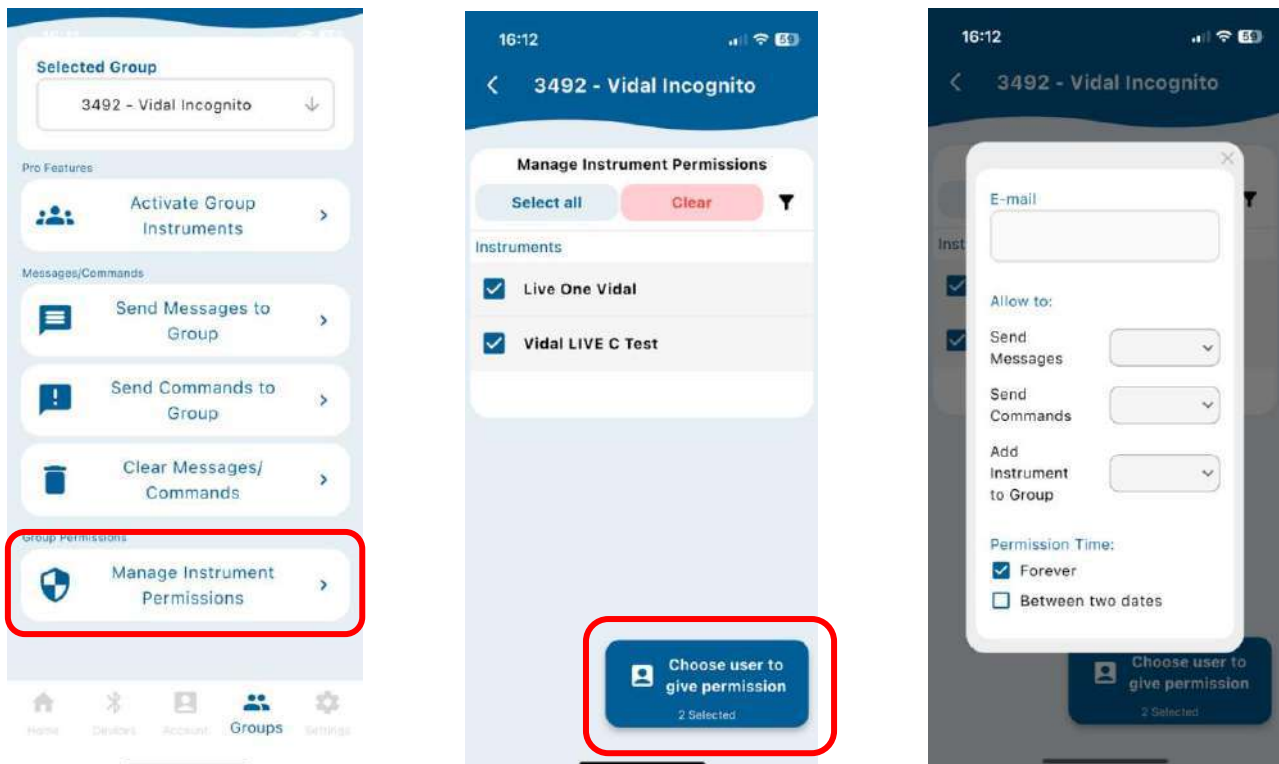 Selected Group
3492 - Vidal Incognito
Pro Features
Activate Group
Instruments
Messages/Commands
Send Messages to
Group
Send Commands to
Group
Clear Messages/
Commands
Group Permissions
Manage Instrument
Permissions
Home
Devices
Account
Groups
Settings
16:12
59
3492 - Vidal Incognito
Manage Instrument Permissions
Select all
Clear
Instruments
Live One Vidal
Vidal LIVE C Test
Choose user to
give permission
2 Selected
16:12
59
3492 - Vidal Incognito
Inst
E-mail
Allow to:
Send
Messages
Send
Commands
Add
Instrument
to Group
Permission Time:
Forever
Between two dates
Choose user to
give permission
2 Selected